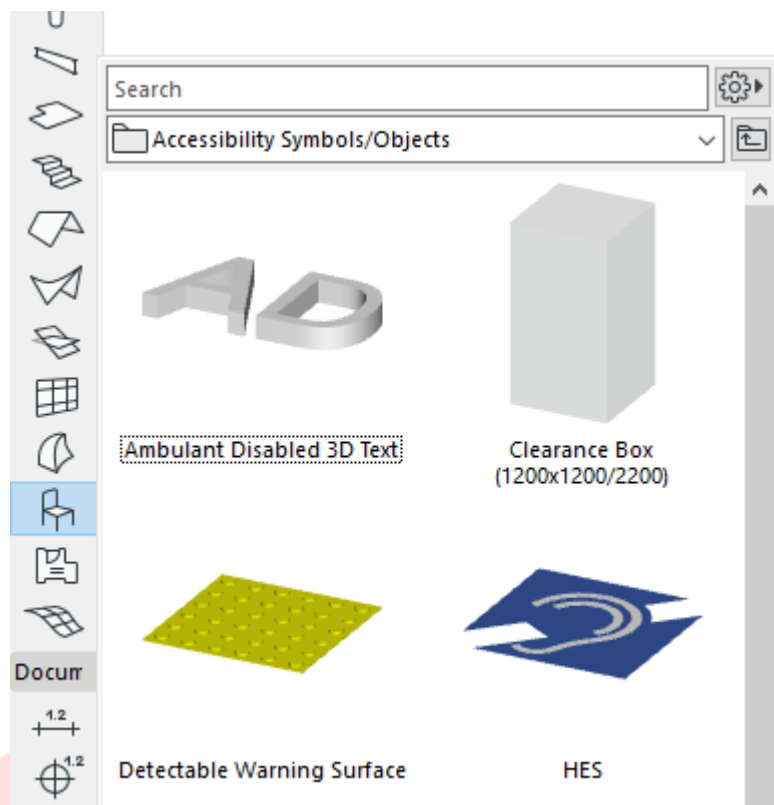 Search
Accessibility Symbols/Objects
AD
Ambulant Disabled 3D Text
Clearance Box
(1200x1200/2200)
Detectable Warning Surface
HES
Docum
1.2
1.2